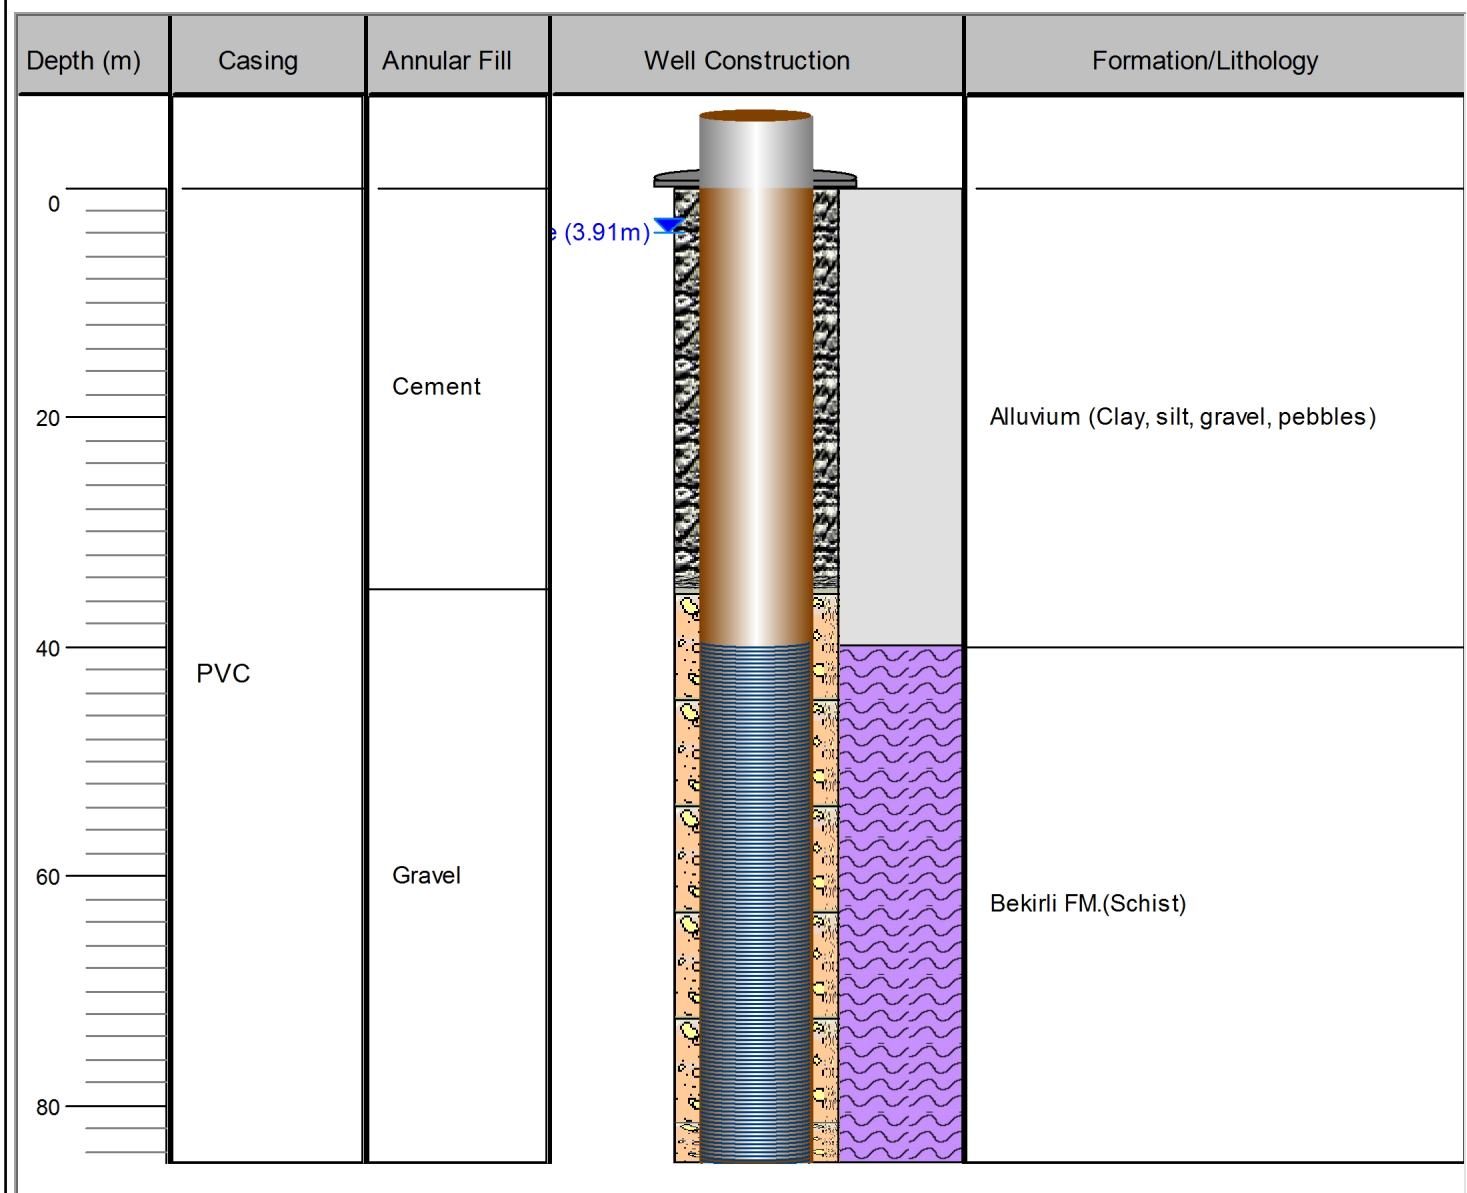 Depth (m) Casing Annular Fill Well Construction Formation/Lithology
0
(3.91m)
Cement
20 Alluvium (Clay, silt, gravel, pebbles)
40
PVC
60 Gravel
Bekirli FM.(Schist)
80